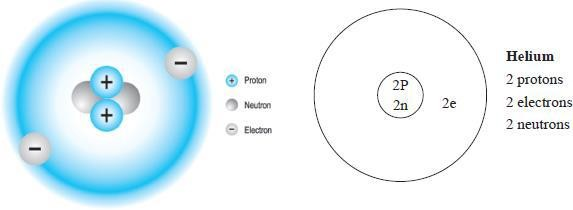 +
−
+
−
+ Proton
Neutron
− Electron
2P
2n
2e
Helium
2 protons
2 electrons
2 neutrons